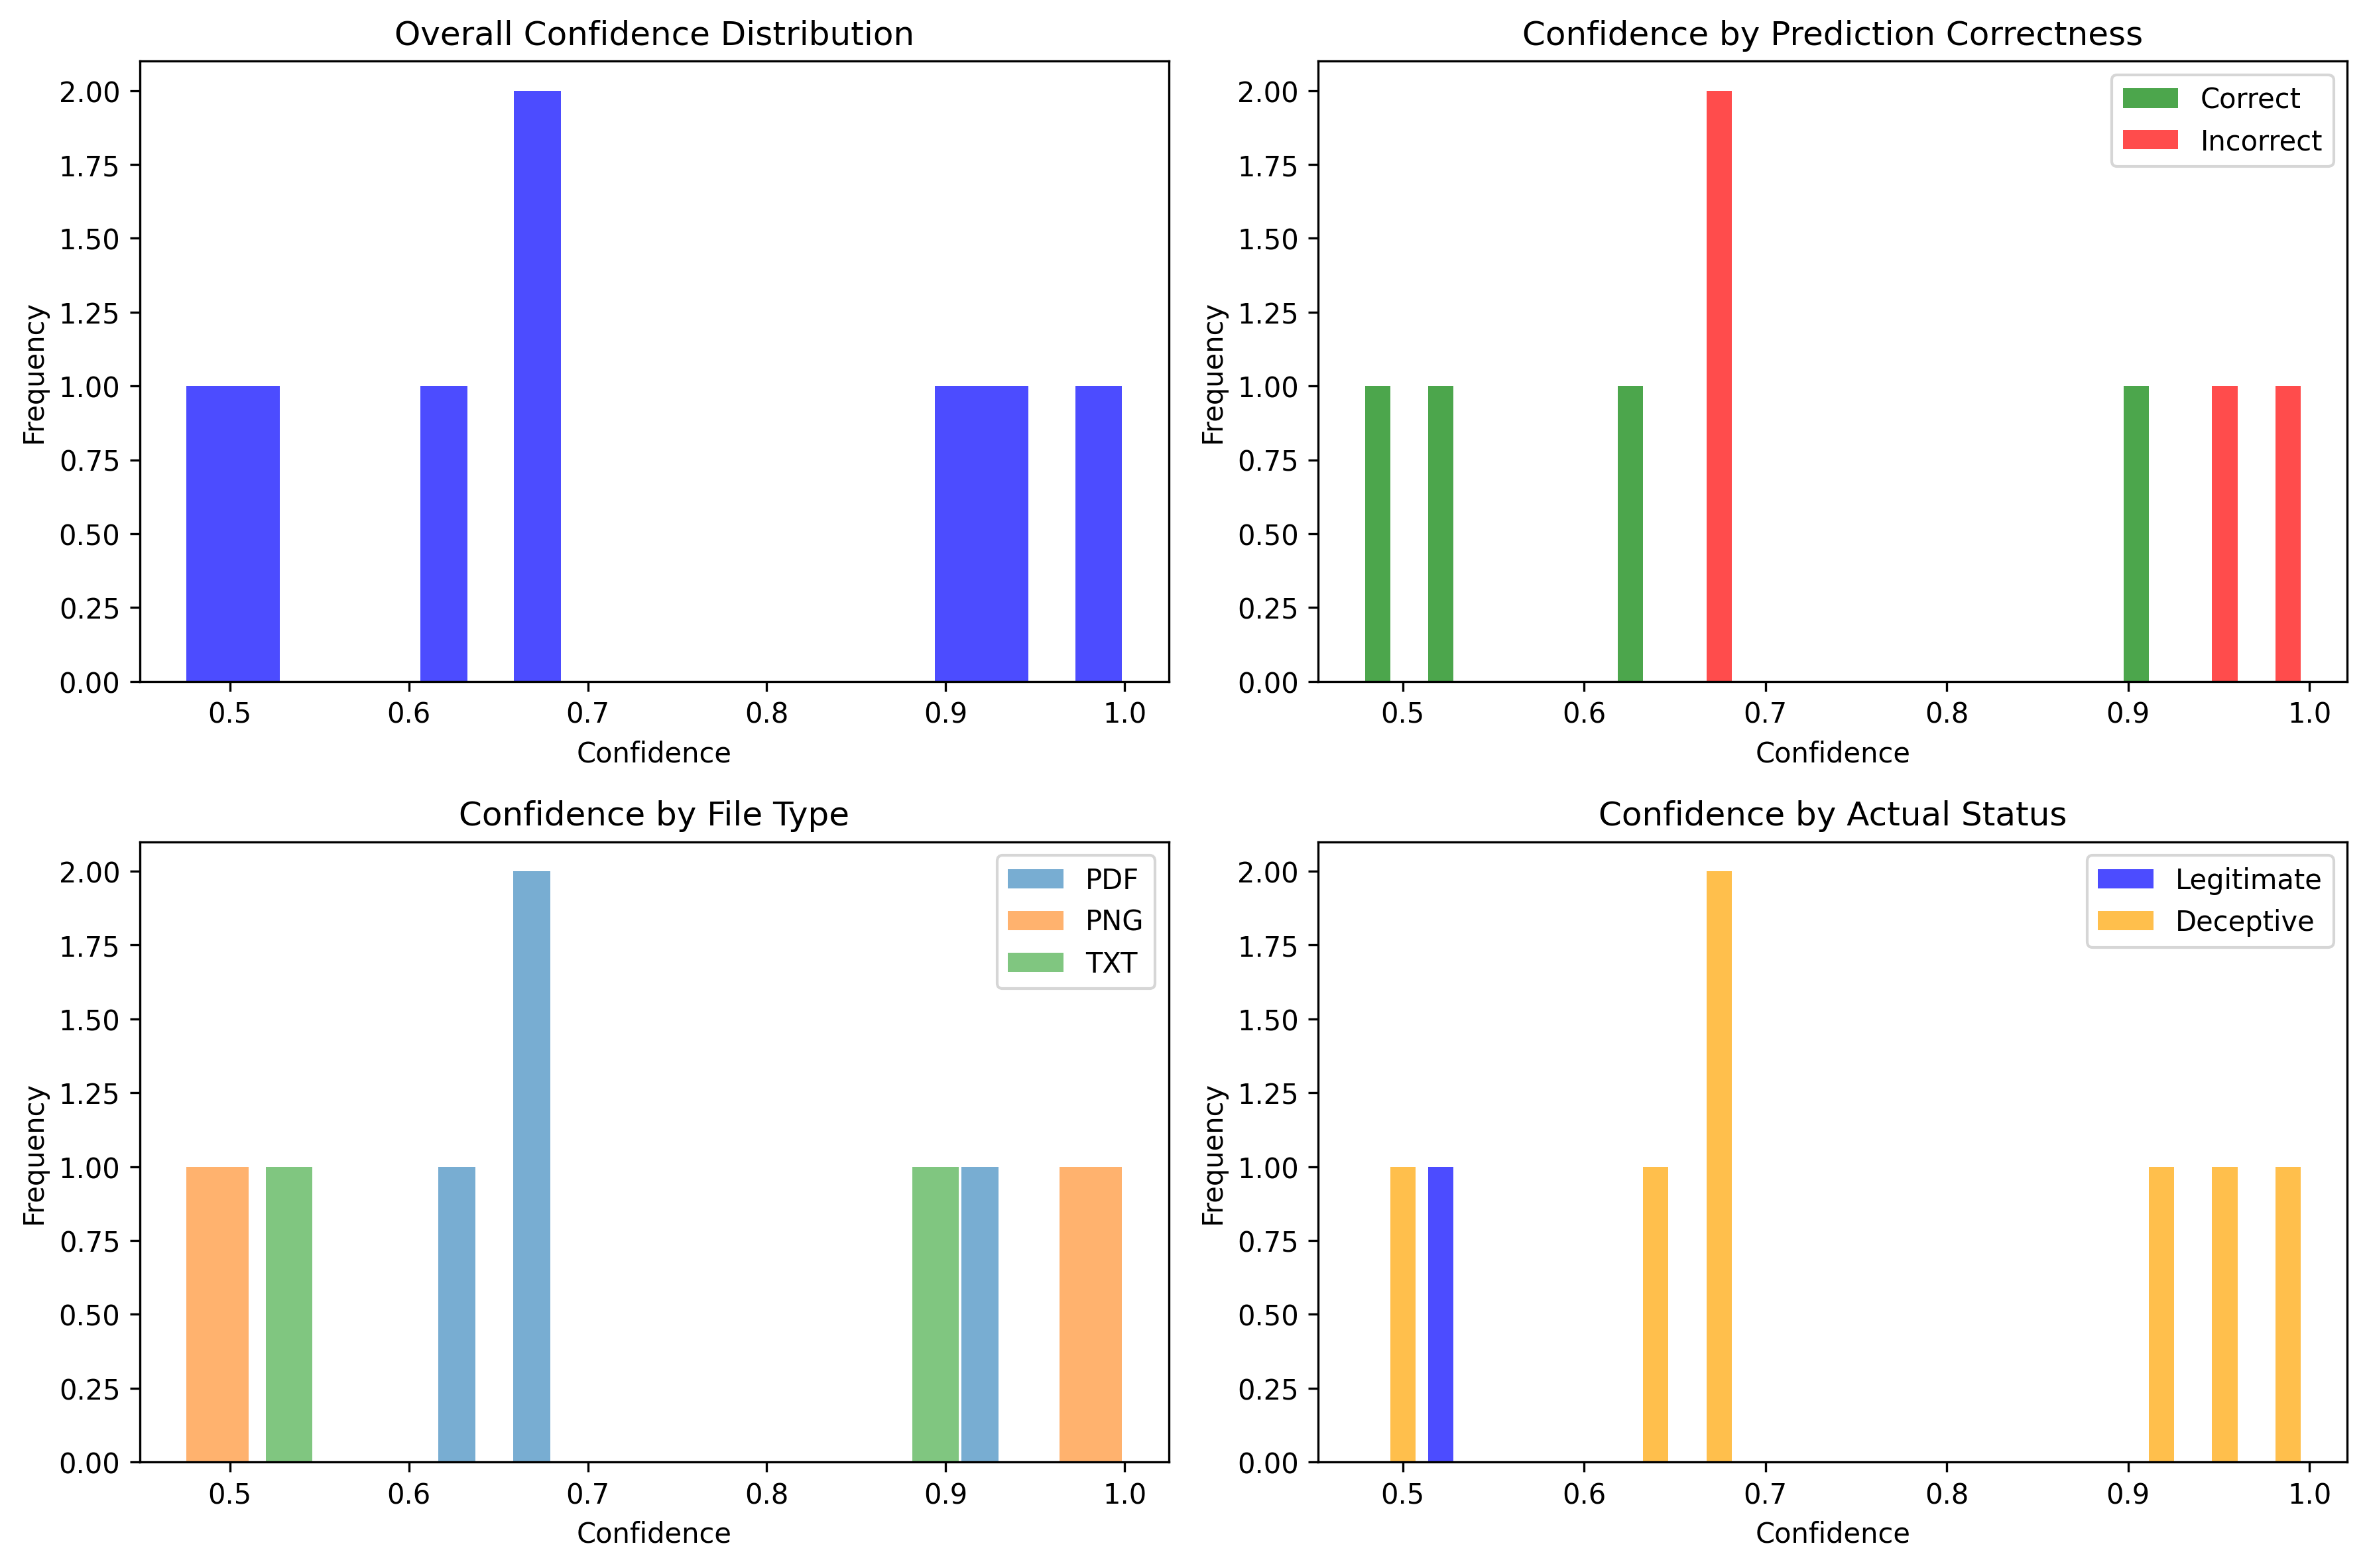 Overall Confidence Distribution
2.00
1.75
1.50
1.25
1.00
0.75
0.50
0.25
0.00
Frequency
0.5 0.6 0.7 0.8 0.9 1.0
Confidence
Confidence by Prediction Correctness
Correct
Incorrect
2.00
1.75
1.50
1.25
1.00
0.75
0.50
0.25
0.00
Frequency
0.5 0.6 0.7 0.8 0.9 1.0
Confidence
Confidence by File Type
PDF
PNG
TXT
2.00
1.75
1.50
1.25
1.00
0.75
0.50
0.25
0.00
Frequency
0.5 0.6 0.7 0.8 0.9 1.0
Confidence
Confidence by Actual Status
Legitimate
Deceptive
2.00
1.75
1.50
1.25
1.00
0.75
0.50
0.25
0.00
Frequency
0.5 0.6 0.7 0.8 0.9 1.0
Confidence